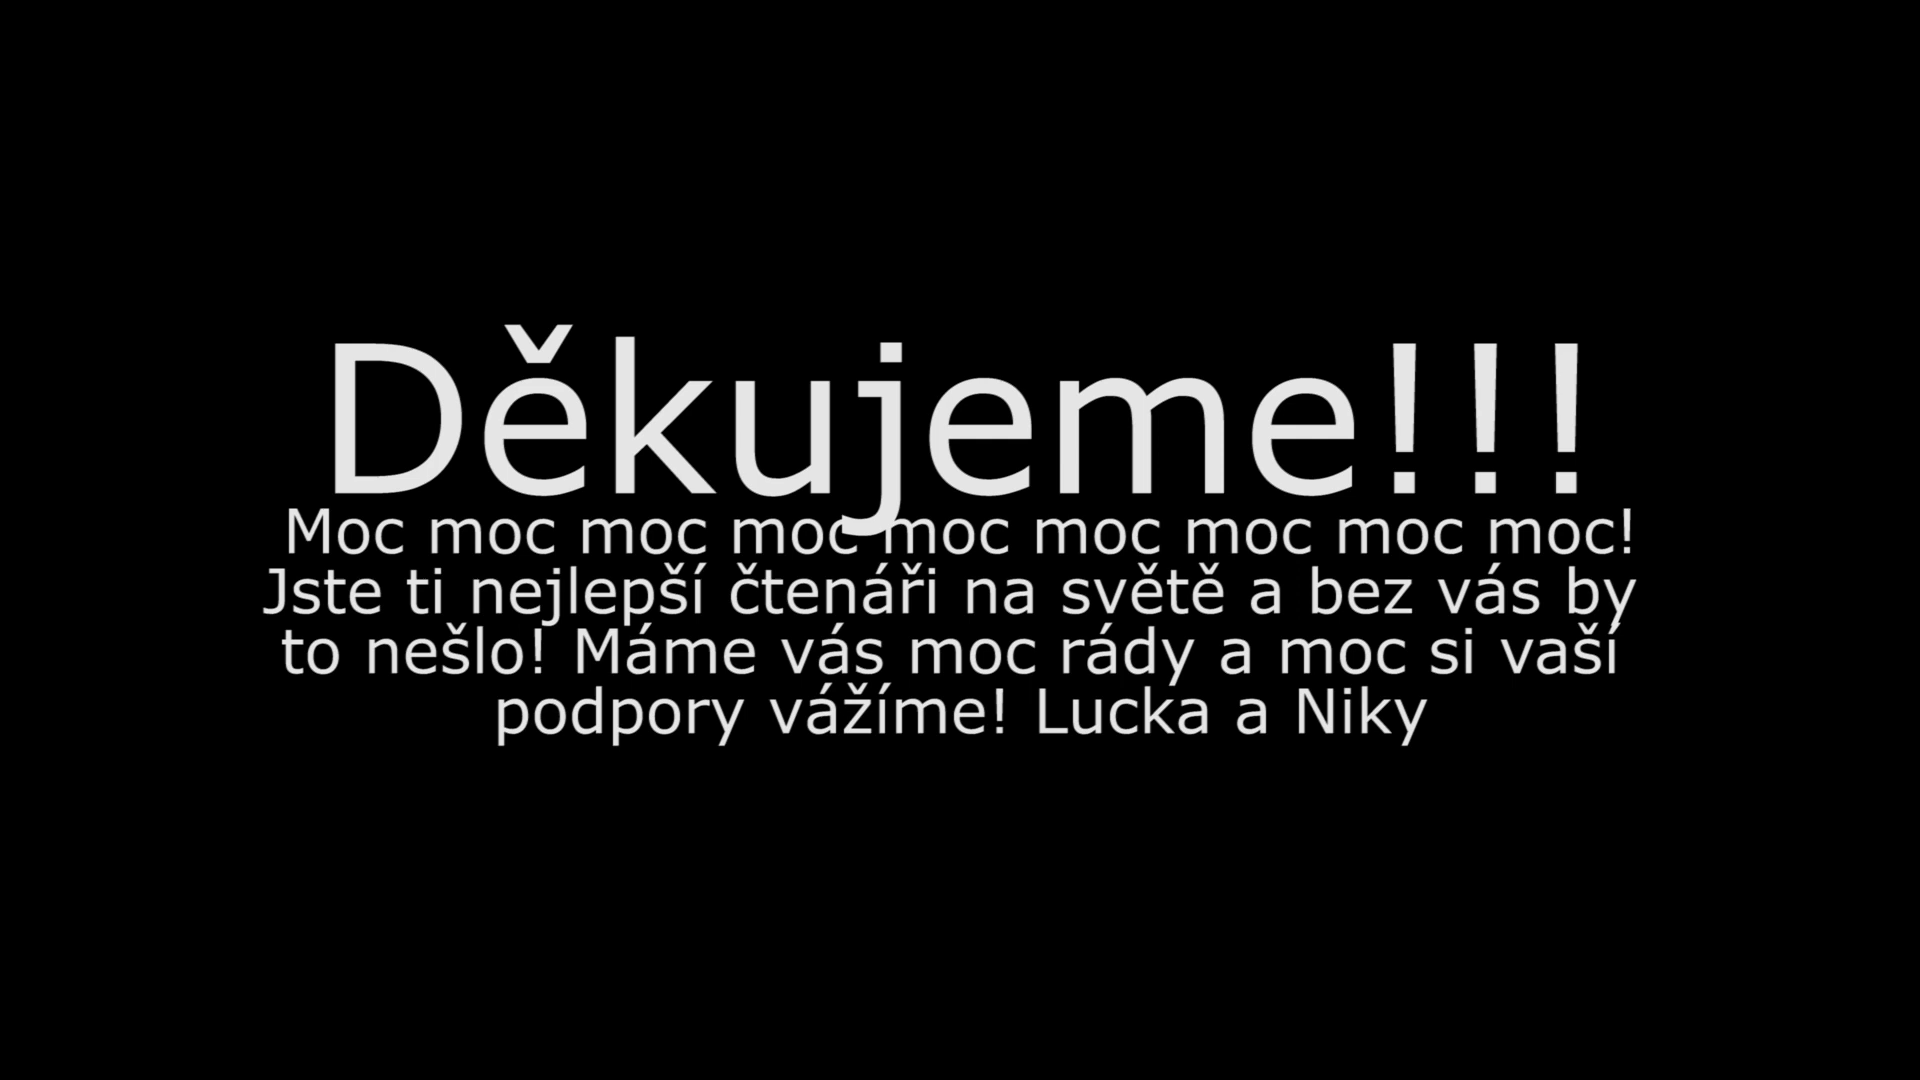 Děkujeme!!!
Moc moc moc moc moc moc moc moc moc!
Jste ti nejlepší čtenáři na světě a bez vás by
to nešlo! Máme vás moc rády a moc si vaší
podpory vážíme! Lucka a Niky